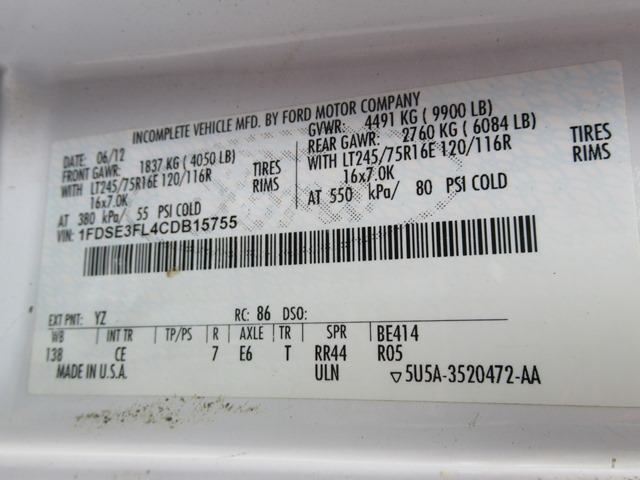 INCOMPLETE VEHICLE MFD. BY FORD MOTOR COMPANY
DATE: 06/12
GVWR: 4491 KG ( 9900 LB)
FRONT GAWR: 1837 KG ( 4050 LB)
REAR GAWR: 2760 KG ( 6084 LB)
WITH LT245/75R16E 120/116R TIRES
WITH LT245/75R16E 120/116R TIRES
16x7.0K RIMS
16x7.0K RIMS
AT 380 kPa/ 55 PSI COLD
AT 550 kPa/ 80 PSI COLD
VIN: 1FDSE3FL4CDB15755
EXT PNT: YZ RC: 86 DSO:
WB INT TR TP/PS R AXLE TR SPR BE414
138 CE 7 E6 T RR44 R05
MADE IN U.S.A. ULN ▽5U5A-3520472-AA